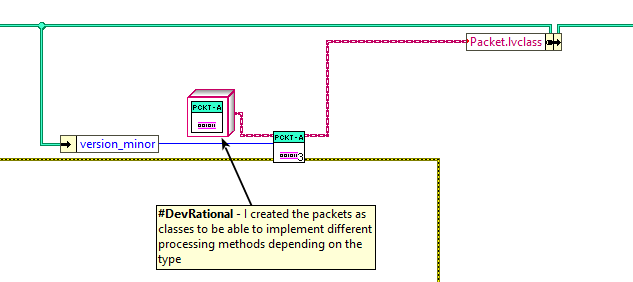 Packet.lvclass
PCKT-A
version_minor
PCKT-A
3
#DevRational - I created the packets as
classes to be able to implement different
processing methods depending on the
type